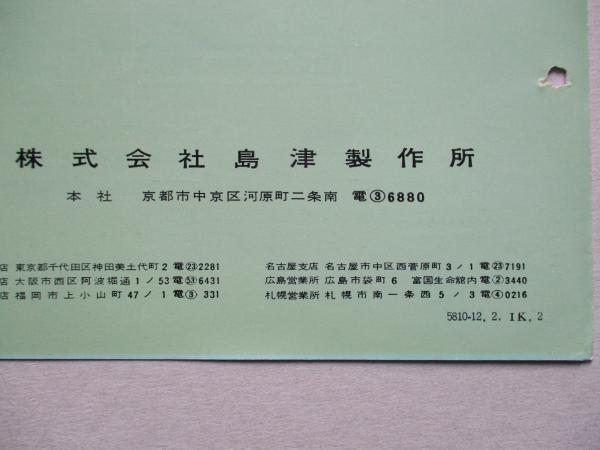 株式会社島津製作所
本社 京都市中京区河原町二条南 電③6880
店 東京都千代田区神田美土代町2 電㉓2281
店 大阪市西区阿波堀通1/53 電53 6431
店 福岡市上小山町47/1 電③331
名古屋支店 名古屋市中区西菅原町3/1 電㉓7191
広島営業所 広島市袋町6 富国生命舘内 電②3440
札幌営業所 札幌市南一条西5/3 電④0216
5810-12, 2. IK, 2